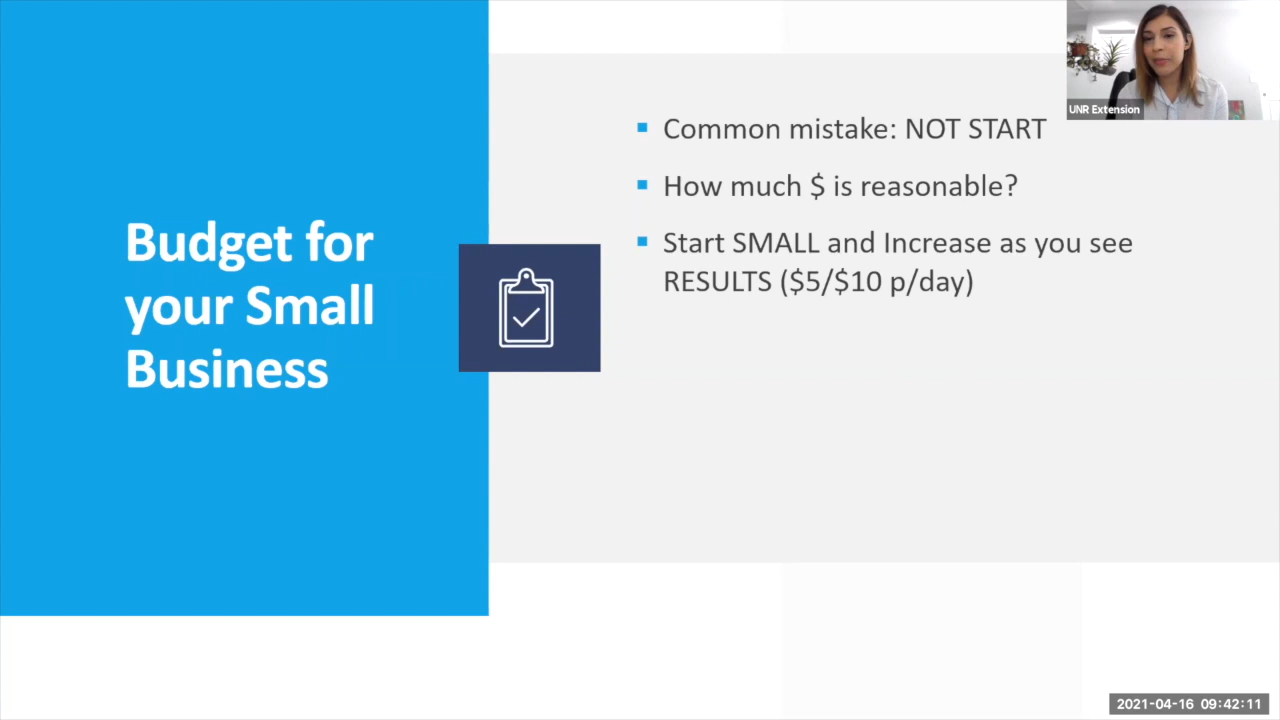 Budget for
your Small
Business
▪ Common mistake: NOT START
▪ How much $ is reasonable?
▪ Start SMALL and Increase as you see
RESULTS ($5/$10 p/day)
UNR Extension
2021-04-16 09:42:11